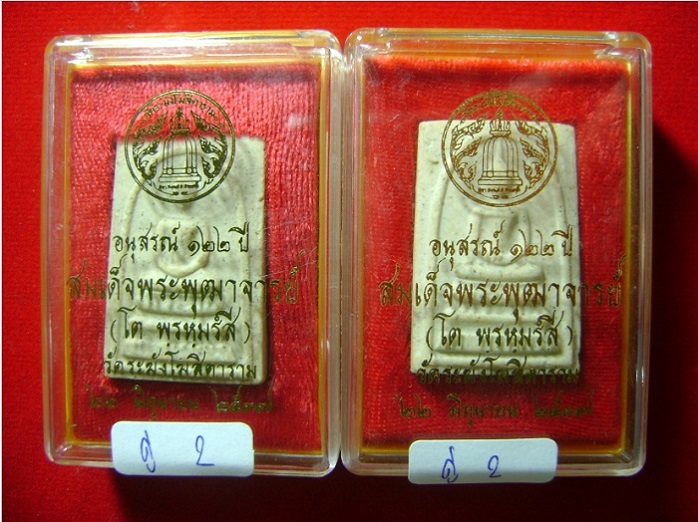 อนุสรณ์ ๑๒๒ ปี
สมเด็จพระพุฒาจารย์
(โต พรหมรังสี)
วัดระฆังโฆสิตาราม
๒๒ มิถุนายน ๒๕๓๗
คู่ 2
อนุสรณ์ ๑๒๒ ปี
สมเด็จพระพุฒาจารย์
(โต พรหมรังสี)
วัดระฆังโฆสิตาราม
๒๒ มิถุนายน ๒๕๓๗
คู่ 2